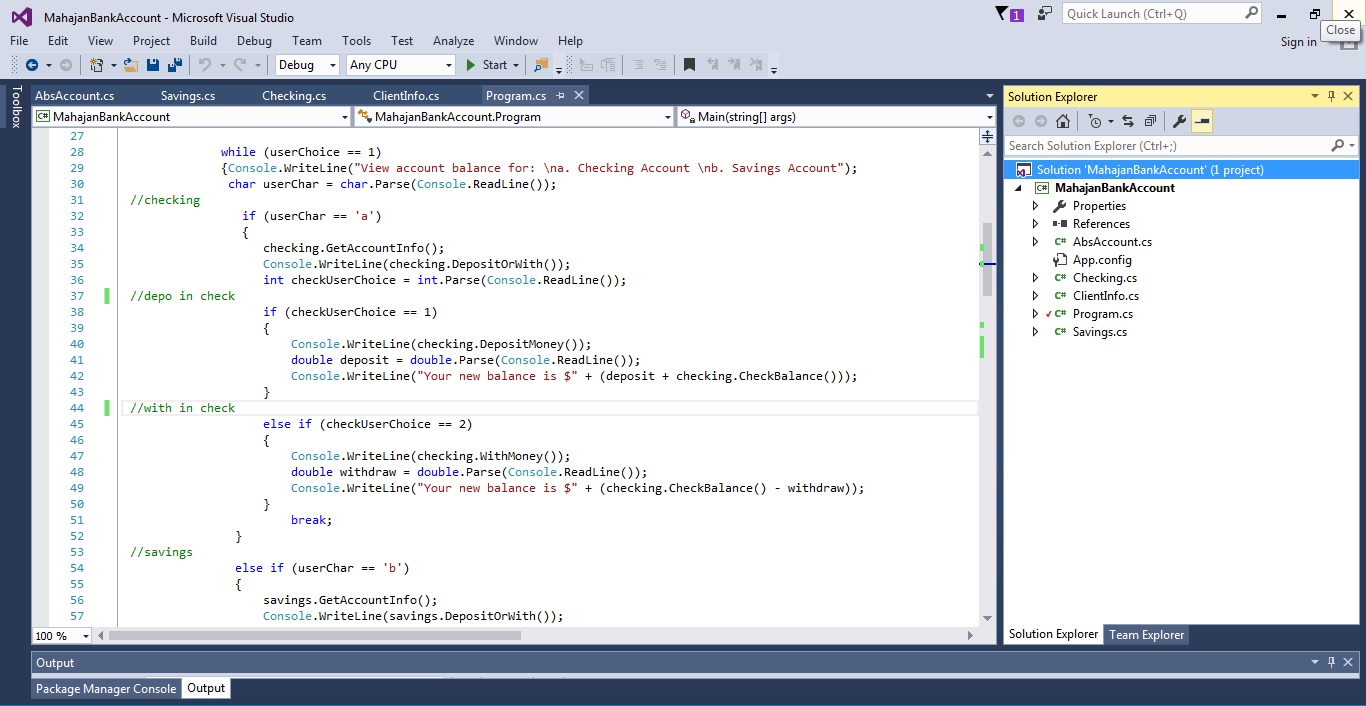 MahajanBankAccount - Microsoft Visual Studio
1
Quick Launch (Ctrl+Q)
Close
File Edit View Project Build Debug Team Tools Test Analyze Window Help
Sign in
Debug Any CPU Start
Toolbox
AbsAccount.cs Savings.cs Checking.cs ClientInfo.cs Program.cs
C# MahajanBankAccount MahajanBankAccount.Program Main(string[] args)
27
28 while (userChoice == 1)
29 {Console.WriteLine("View account balance for: \na. Checking Account \nb. Savings Account");
30 char userChar = char.Parse(Console.ReadLine());
31 //checking
32 if (userChar == 'a')
33 {
34 checking.GetAccountInfo();
35 Console.WriteLine(checking.DepositOrWith());
36 int checkUserChoice = int.Parse(Console.ReadLine());
37 //depo in check
38 if (checkUserChoice == 1)
39 {
40 Console.WriteLine(checking.DepositMoney());
41 double deposit = double.Parse(Console.ReadLine());
42 Console.WriteLine("Your new balance is $" + (deposit + checking.CheckBalance()));
43 }
44 //with in check
45 else if (checkUserChoice == 2)
46 {
47 Console.WriteLine(checking.WithMoney());
48 double withdraw = double.Parse(Console.ReadLine());
49 Console.WriteLine("Your new balance is $" + (checking.CheckBalance() - withdraw));
50 }
51 break;
52 }
53 //savings
54 else if (userChar == 'b')
55 {
56 savings.GetAccountInfo();
57 Console.WriteLine(savings.DepositOrWith());
100 %
Solution Explorer
Search Solution Explorer (Ctrl+;)
Solution 'MahajanBankAccount' (1 project)
C# MahajanBankAccount
Properties
References
C# AbsAccount.cs
App.config
C# Checking.cs
C# ClientInfo.cs
C# Program.cs
C# Savings.cs
Solution Explorer Team Explorer
Output
Package Manager Console Output